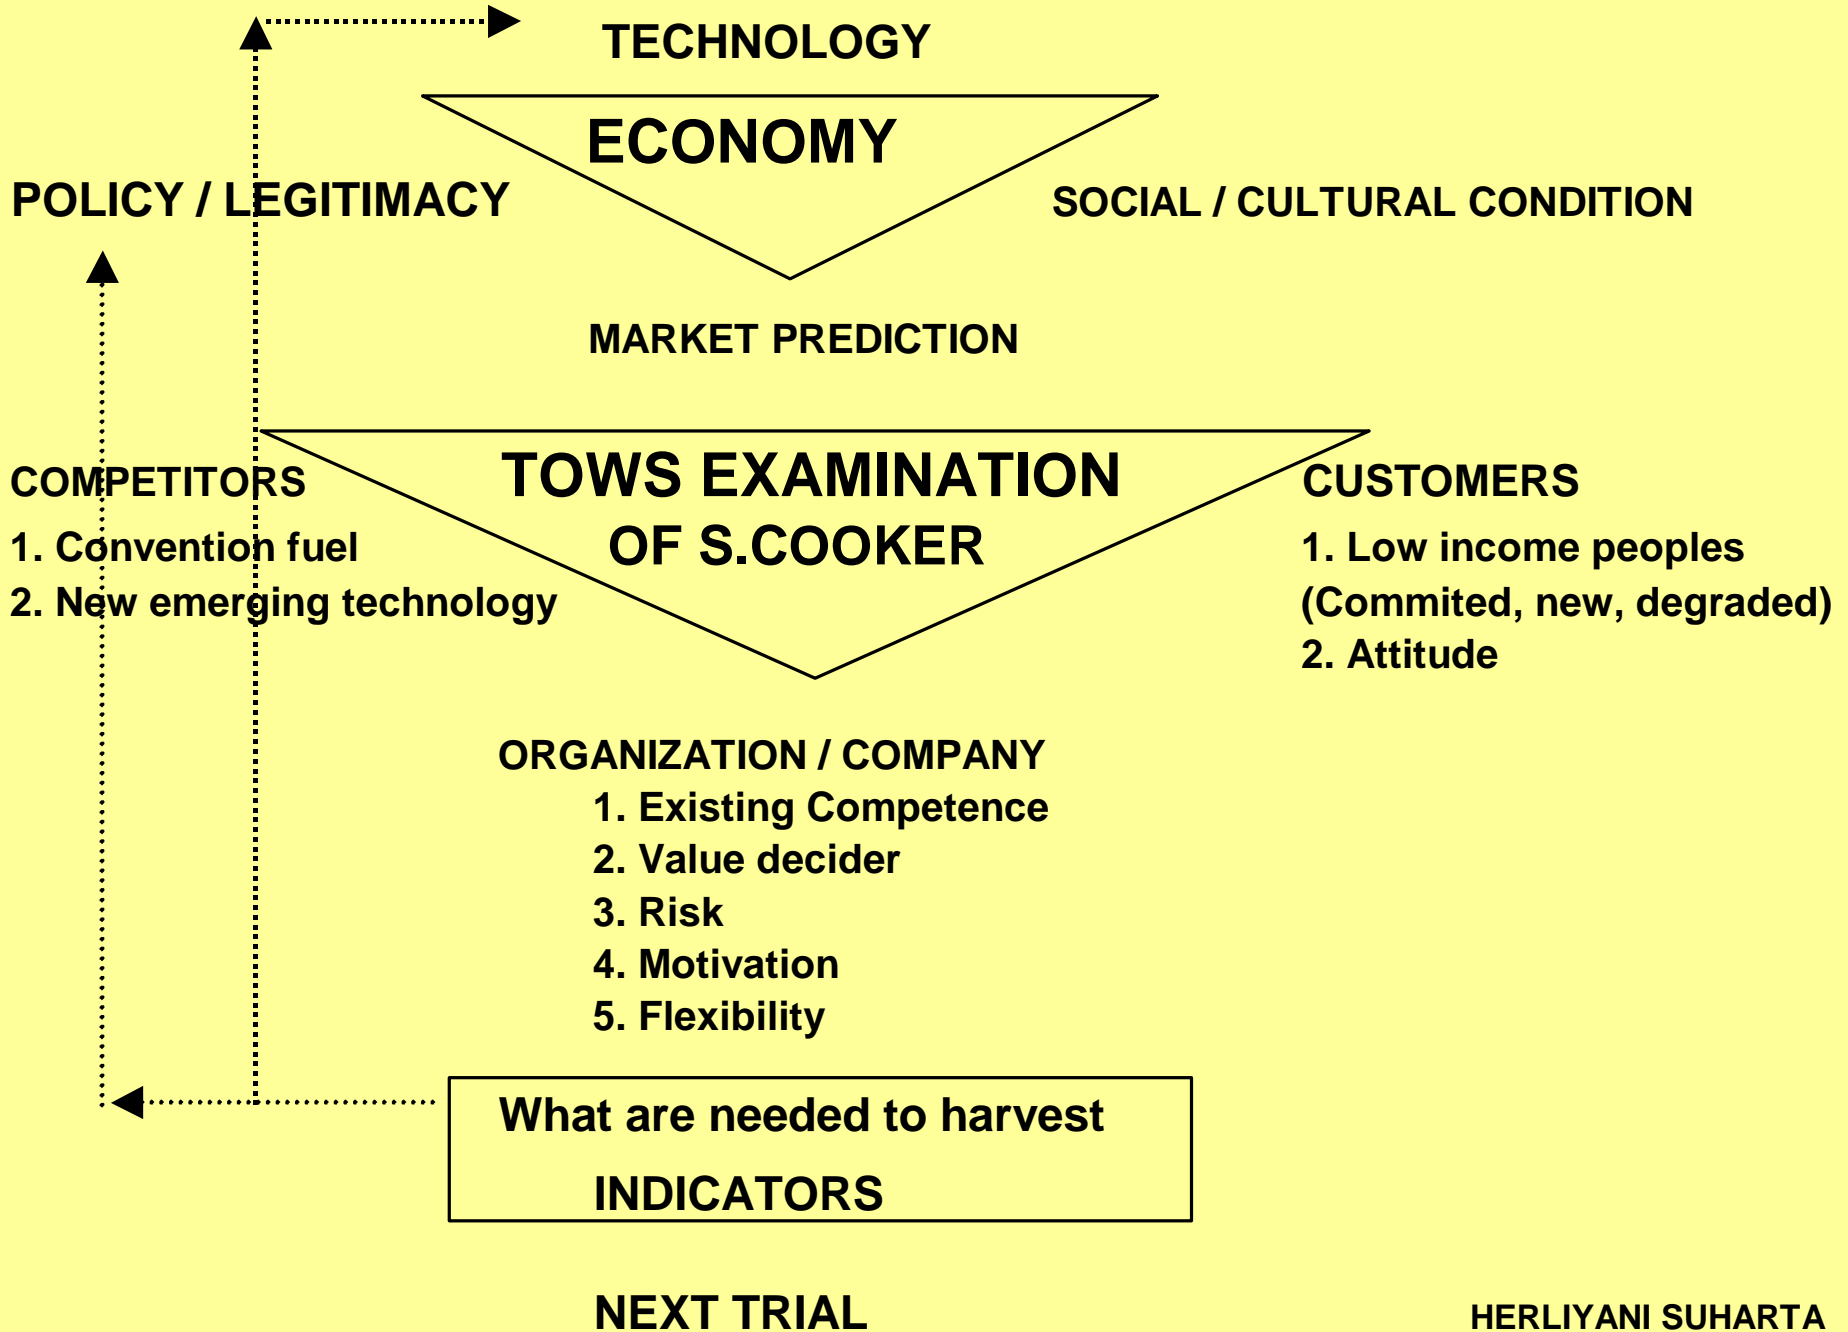 TECHNOLOGY
ECONOMY
POLICY / LEGITIMACY
SOCIAL / CULTURAL CONDITION
MARKET PREDICTION
TOWS EXAMINATION
OF S.COOKER
COMPETITORS
1. Convention fuel
2. New emerging technology
CUSTOMERS
1. Low income peoples
(Commited, new, degraded)
2. Attitude
ORGANIZATION / COMPANY
1. Existing Competence
2. Value decider
3. Risk
4. Motivation
5. Flexibility
What are needed to harvest
INDICATORS
NEXT TRIAL
HERLIYANI SUHARTA